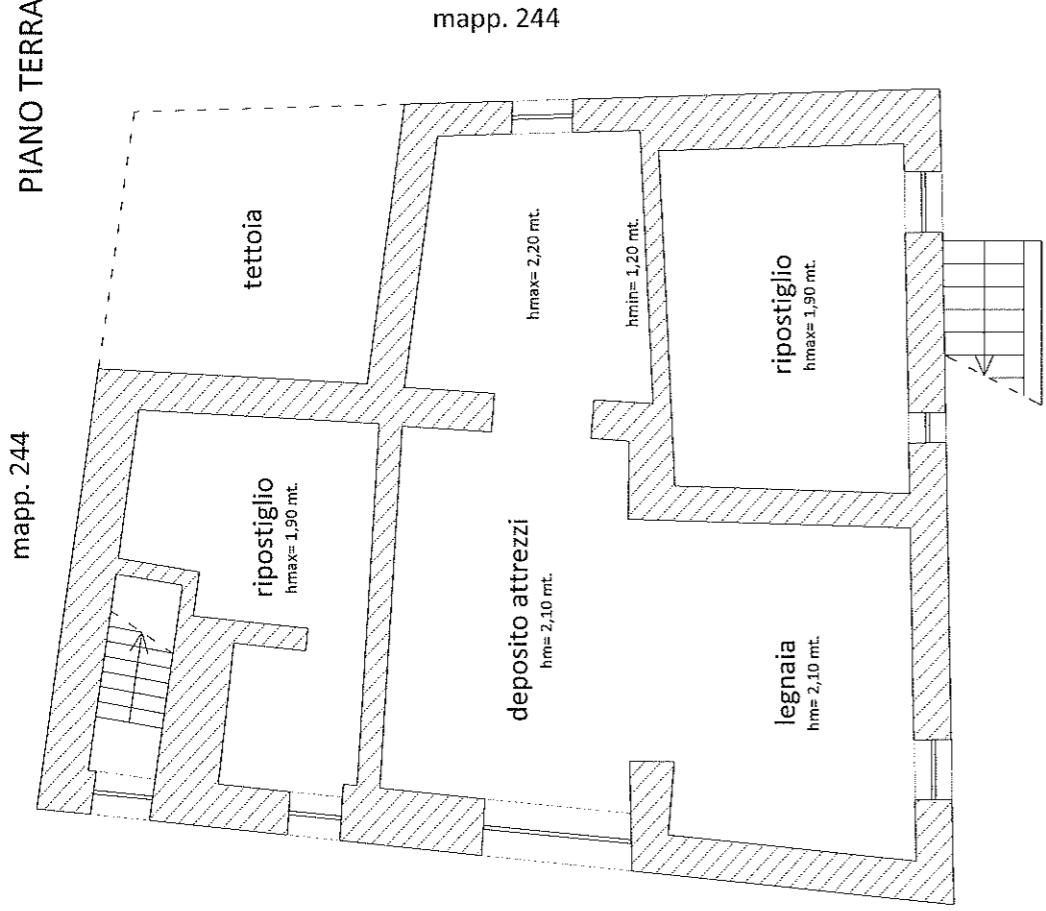 mapp. 244
PIANO TERRA
mapp. 244
tettoia
hmax= 2,20 mt.
hmin= 1,20 mt.
ripostiglio
hmax= 1,90 mt.
ripostiglio
hmax= 1,90 mt.
deposito attrezzi
hm= 2,10 mt.
legnaia
hm= 2,10 mt.